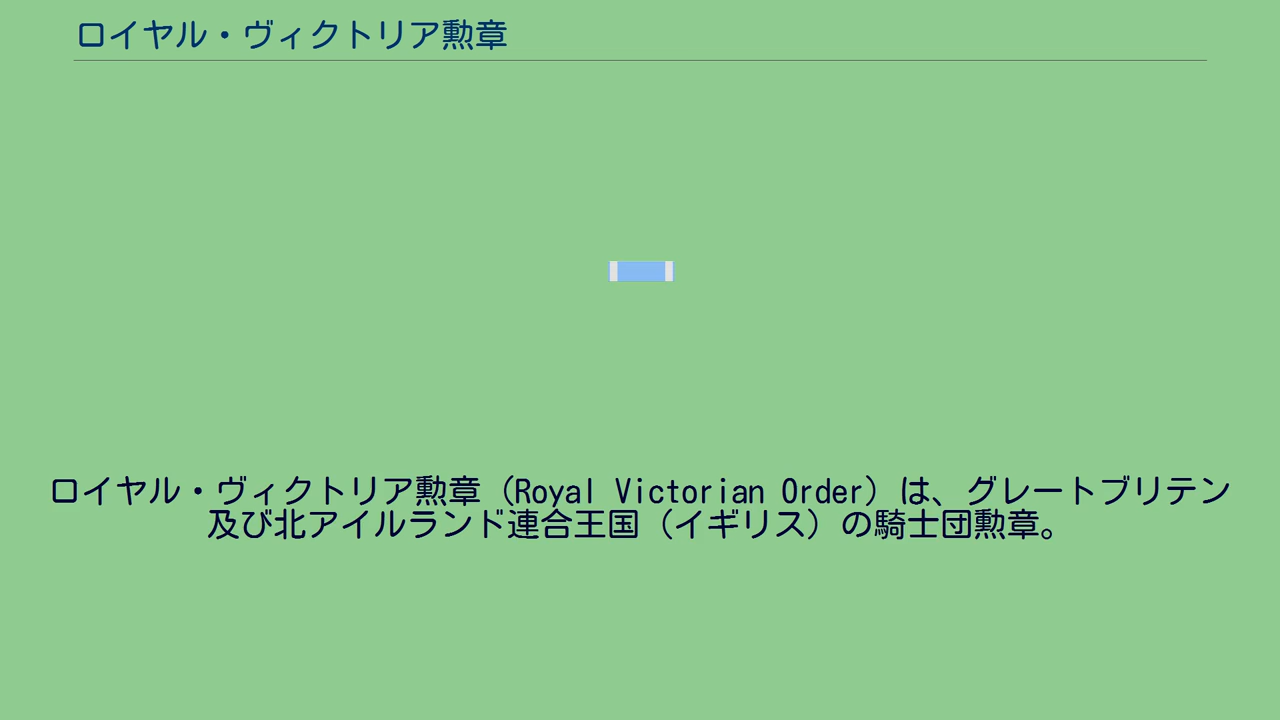 ロイヤル・ヴィクトリア勲章
ロイヤル・ヴィクトリア勲章（Royal Victorian Order）は、グレートブリテン
及び北アイルランド連合王国（イギリス）の騎士団勲章。